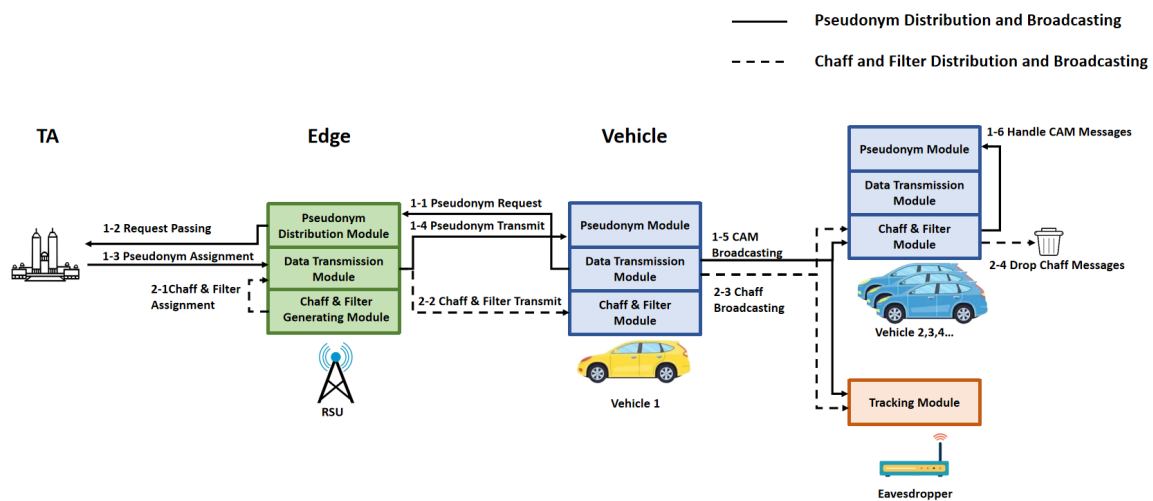 Pseudonym Distribution and Broadcasting
Chaff and Filter Distribution and Broadcasting
TA
Edge
Vehicle
1-6 Handle CAM Messages
Pseudonym Module
Data Transmission
Module
Chaff & Filter
Module
2-4 Drop Chaff Messages
Vehicle 2,3,4...
1-1 Pseudonym Request
1-2 Request Passing
Pseudonym
Distribution Module
1-4 Pseudonym Transmit
Pseudonym Module
1-5 CAM
Broadcasting
1-3 Pseudonym Assignment
Data Transmission
Module
Data Transmission
Module
2-1Chaff & Filter
Assignment
2-2 Chaff & Filter Transmit
2-3 Chaff
Broadcasting
Chaff & Filter
Generating Module
Chaff & Filter
Module
RSU
Vehicle 1
Tracking Module
Eavesdropper